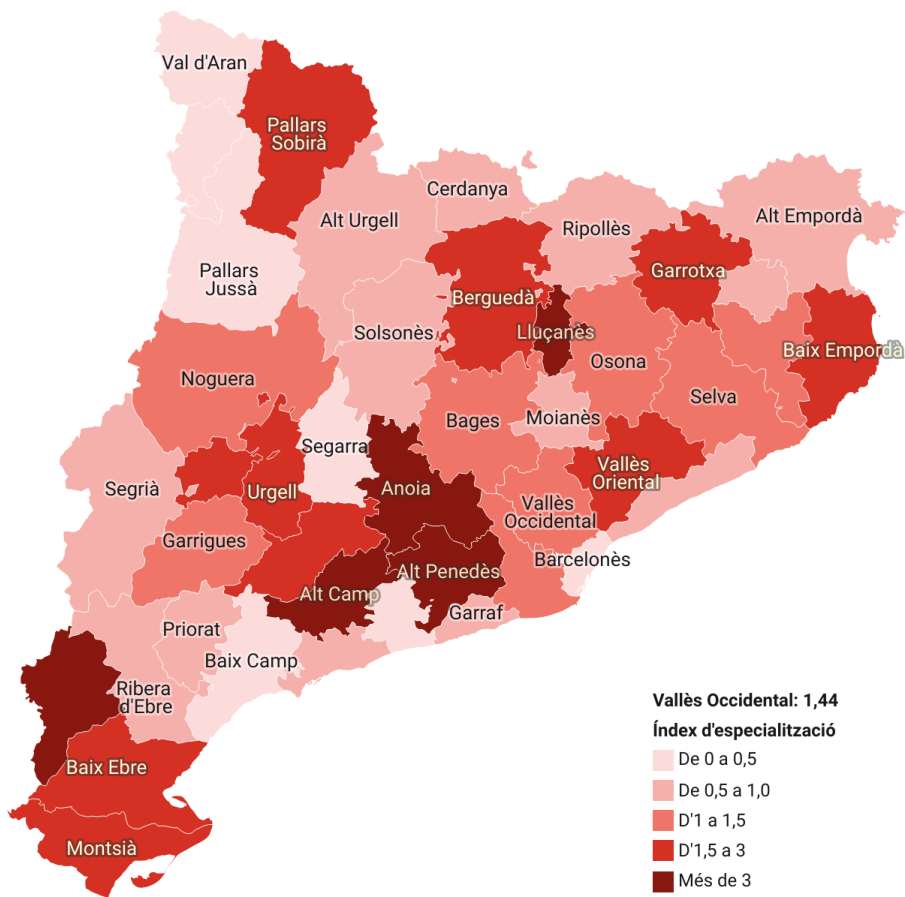 Val d'Aran
Pallars
Sobirà
Cerdanya
Alt Urgell
Alt Empordà
Ripollès
Pallars
Jussà
Garrotxa
Berguedà
Solsonès
Lluçanès
Baix Empordà
Osona
Noguera
Selva
Bages
Moianès
Segarra
Vallès
Oriental
Segrià
Urgell
Anoia
Vallès
Occidental
Garrigues
Barcelonès
Alt Penedès
Alt Camp
Garraf
Priorat
Baix Camp
Ribera
d'Ebre
Baix Ebre
Montsià
Vallès Occidental: 1,44
Índex d'especialització
De 0 a 0,5
De 0,5 a 1,0
D'1 a 1,5
D'1,5 a 3
Més de 3